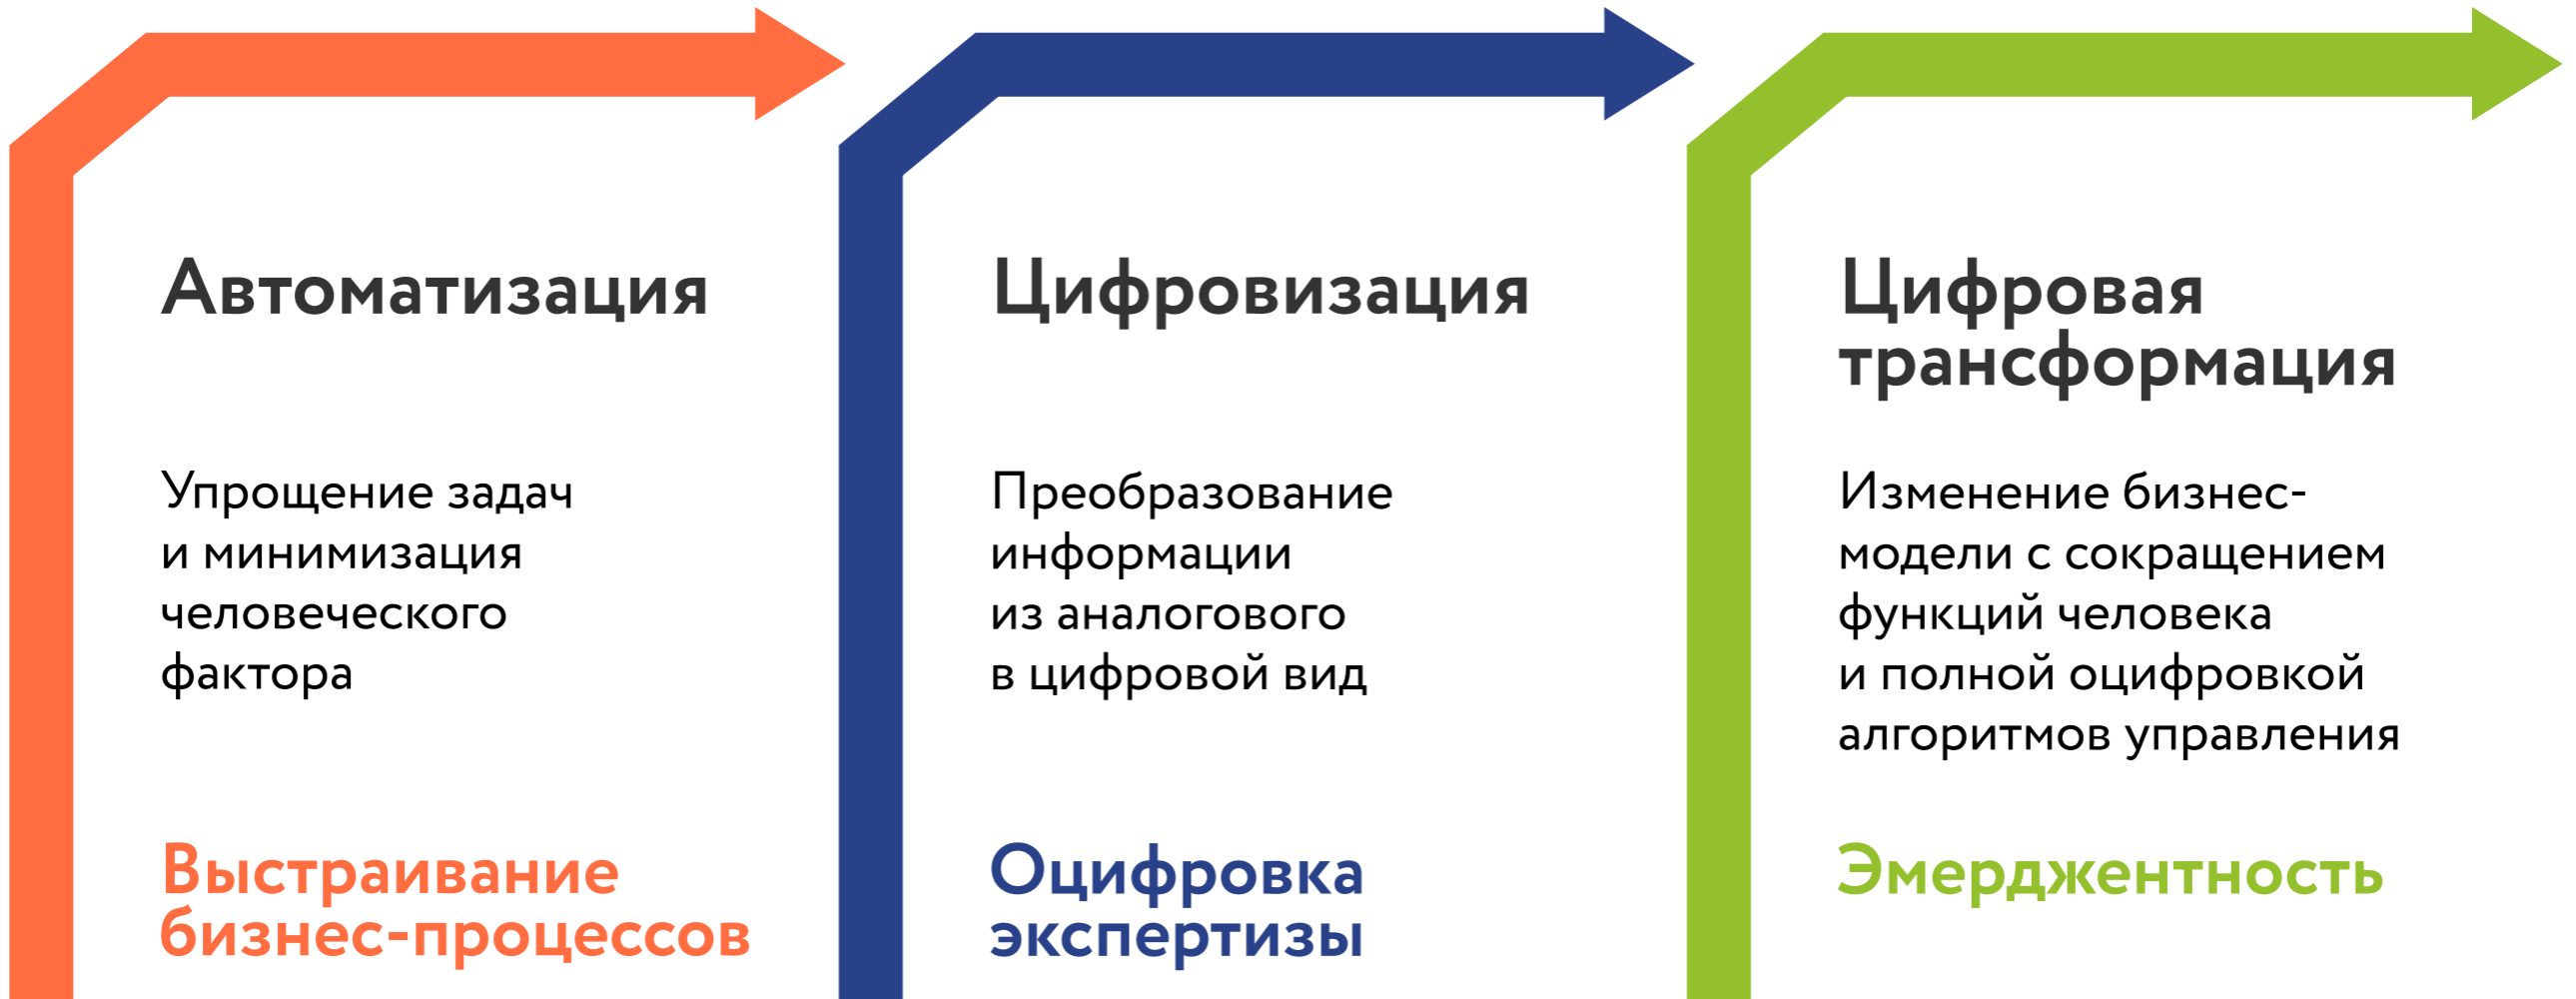 Автоматизация
Упрощение задач
и минимизация
человеческого
фактора
Выстраивание
бизнес-процессов
Цифровизация
Преобразование
информации
из аналогового
в цифровой вид
Оцифровка
экспертизы
Цифровая
трансформация
Изменение бизнес-
модели с сокращением
функций человека
и полной оцифровкой
алгоритмов управления
Эмерджентность